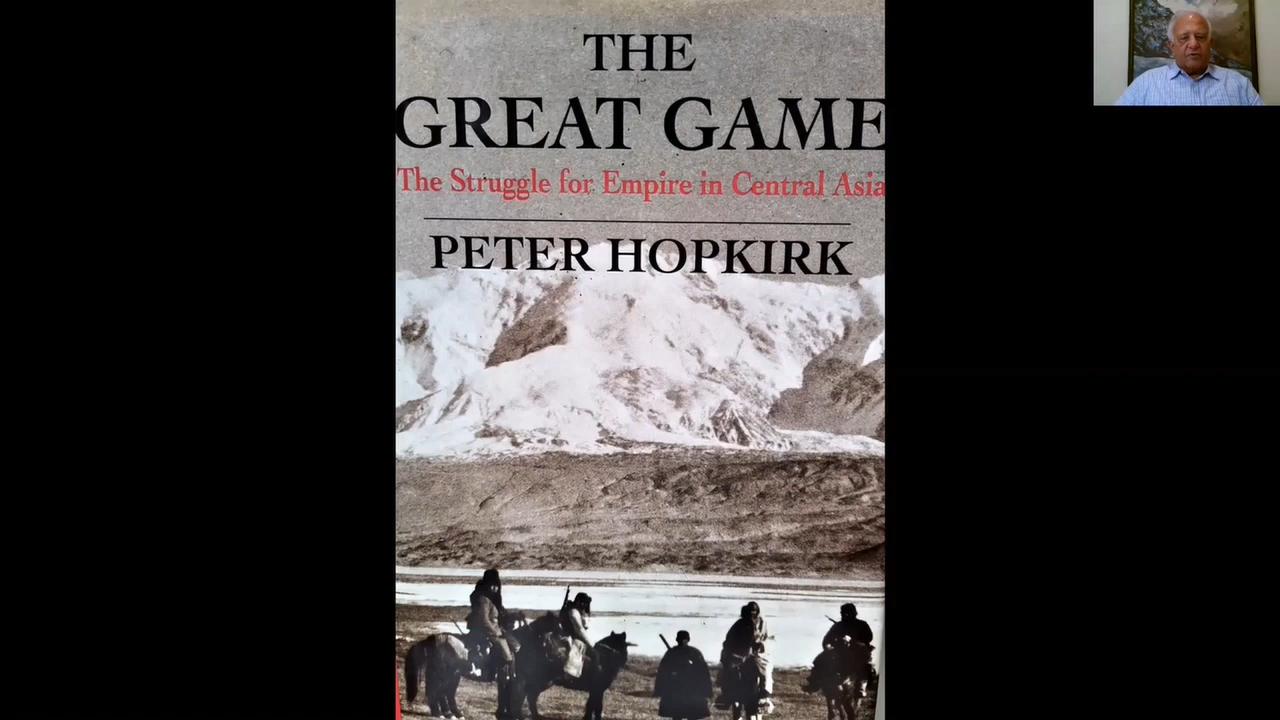 THE
GREAT GAME
The Struggle for Empire in Central Asia
PETER HOPKIRK